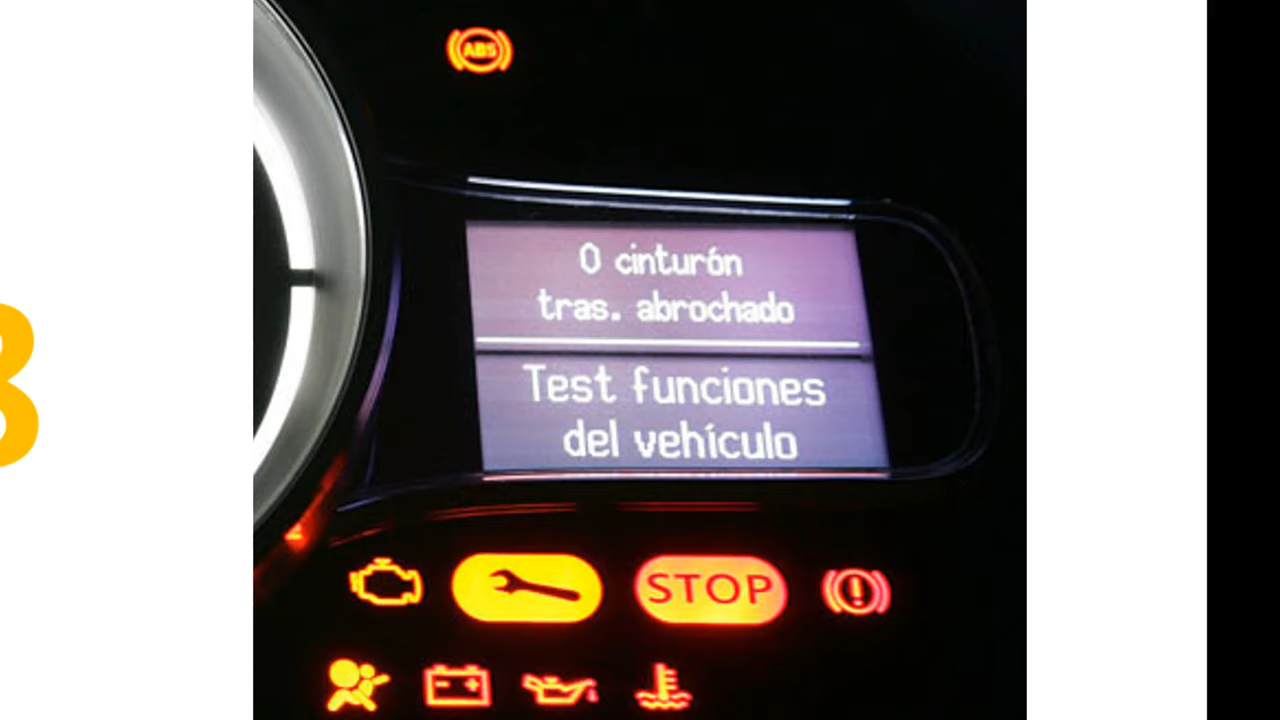 ABS
0 cinturón
tras. abrochado
Test funciones
del vehículo
STOP